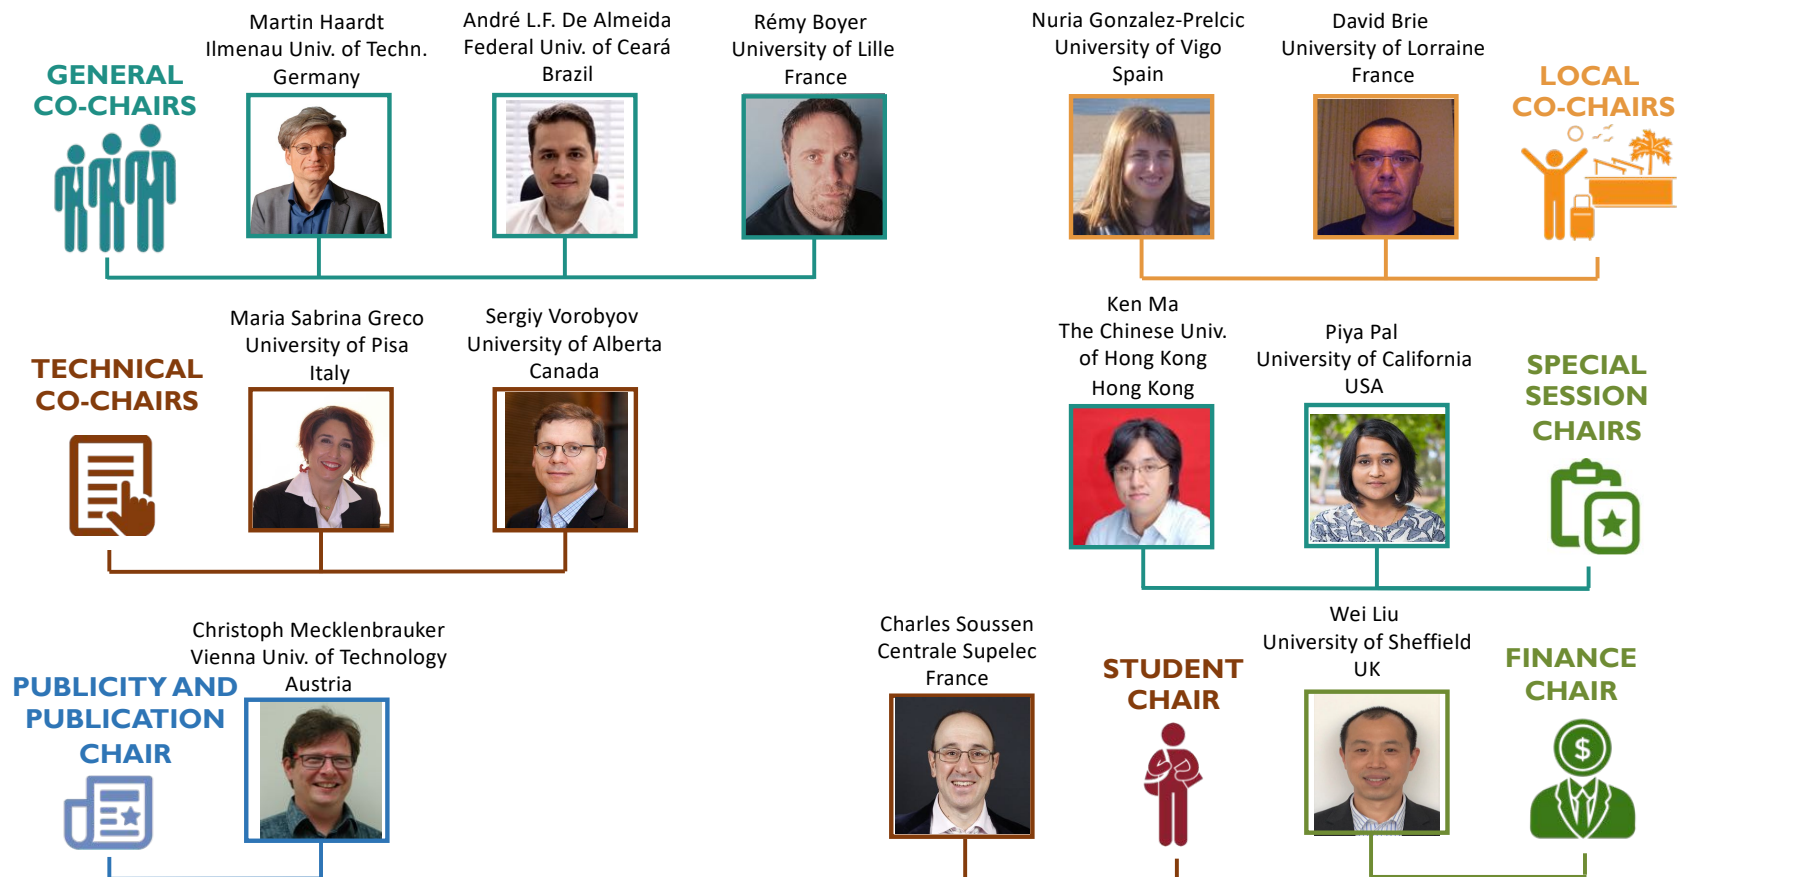 Martin Haardt
Ilmenau Univ. of Techn.
Germany
André L.F. De Almeida
Federal Univ. of Ceará
Brazil
Rémy Boyer
University of Lille
France
GENERAL
CO-CHAIRS
Nuria Gonzalez-Prelcic
University of Vigo
Spain
David Brie
University of Lorraine
France
LOCAL
CO-CHAIRS
Maria Sabrina Greco
University of Pisa
Italy
Sergiy Vorobyov
University of Alberta
Canada
TECHNICAL
CO-CHAIRS
Ken Ma
The Chinese Univ.
of Hong Kong
Hong Kong
Piya Pal
University of California
USA
SPECIAL
SESSION
CHAIRS
Christoph Mecklenbrauker
Vienna Univ. of Technology
Austria
PUBLICITY AND
PUBLICATION
CHAIR
Charles Soussen
Centrale Supelec
France
STUDENT
CHAIR
Wei Liu
University of Sheffield
UK
FINANCE
CHAIR
$